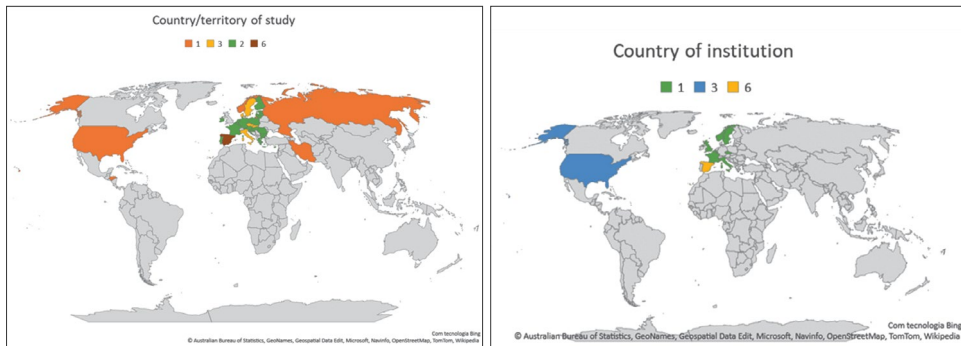 Country/territory of study
1 3 2 6
Com tecnologia Bing
© Australian Bureau of Statistics, GeoNames, Geospatial Data Edit, Microsoft, Navinfo, OpenStreetMap, TomTom, Wikipedia
Country of institution
1 3 6
Com tecnologia Bing
© Australian Bureau of Statistics, GeoNames, Geospatial Data Edit, Microsoft, Navinfo, OpenStreetMap, TomTom, Wikipedia